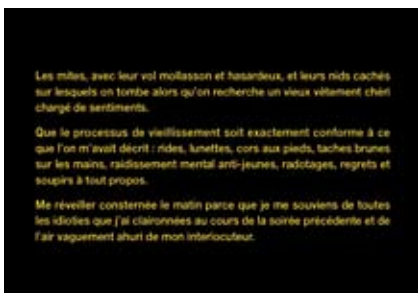 Les mites, avec leur vol mollasson et hasardeux, et leurs nids cachés
sur lesquels on tombe alors qu'on recherche un vieux vêtement chéri
chargé de sentiments.
Que le processus de vieillissement soit exactement conforme à ce
que l'on m'avait décrit : rides, lunettes, cors aux pieds, taches brunes
sur les mains, raidissement mental anti-jeunes, radotages, regrets et
soupirs à tout propos.
Me réveiller consternée le matin parce que je me souviens de toutes
les idioties que j'ai claironnées au cours de la soirée précédente et de
l'air vaguement ahuri de mon interlocuteur.